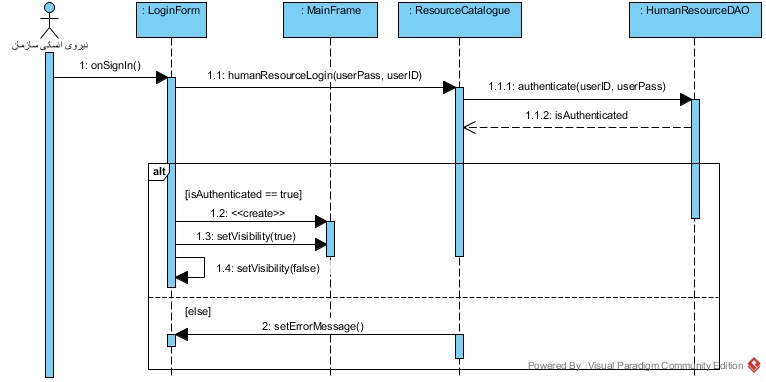 : LoginForm
: MainFrame
: ResourceCatalogue
: HumanResourceDAO
نیروی انسانی سازمان
1: onSignIn()
1.1: humanResourceLogin(userPass, userID)
1.1.1: authenticate(userID, userPass)
1.1.2: isAuthenticated
alt
[isAuthenticated == true]
1.2: <<create>>
1.3: setVisibility(true)
1.4: setVisibility(false)
[else]
2: setErrorMessage()
Powered By Visual Paradigm Community Edition